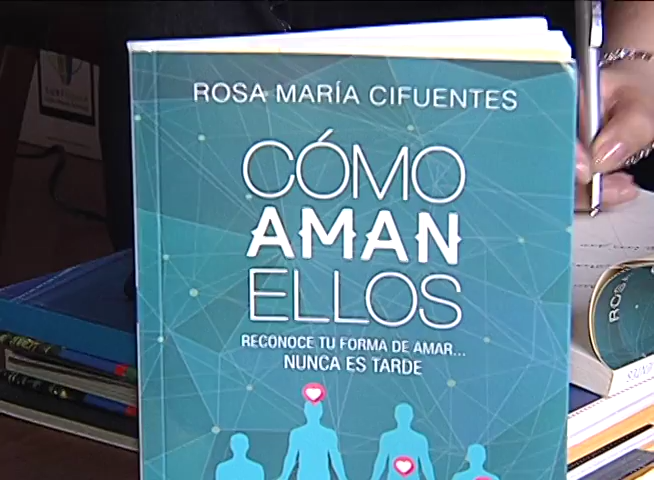 ROSA MARÍA CIFUENTES
CÓMO
AMAN
ELLOS
RECONOCE TU FORMA DE AMAR...
NUNCA ES TARDE